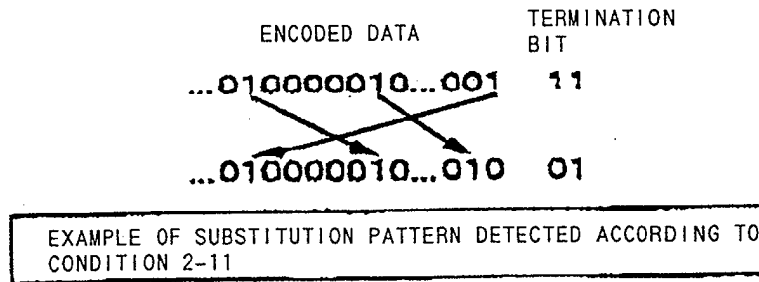 ENCODED DATA
TERMINATION
BIT
...010000010...001 11
...010000010...010 01
EXAMPLE OF SUBSTITUTION PATTERN DETECTED ACCORDING TO
CONDITION 2-11